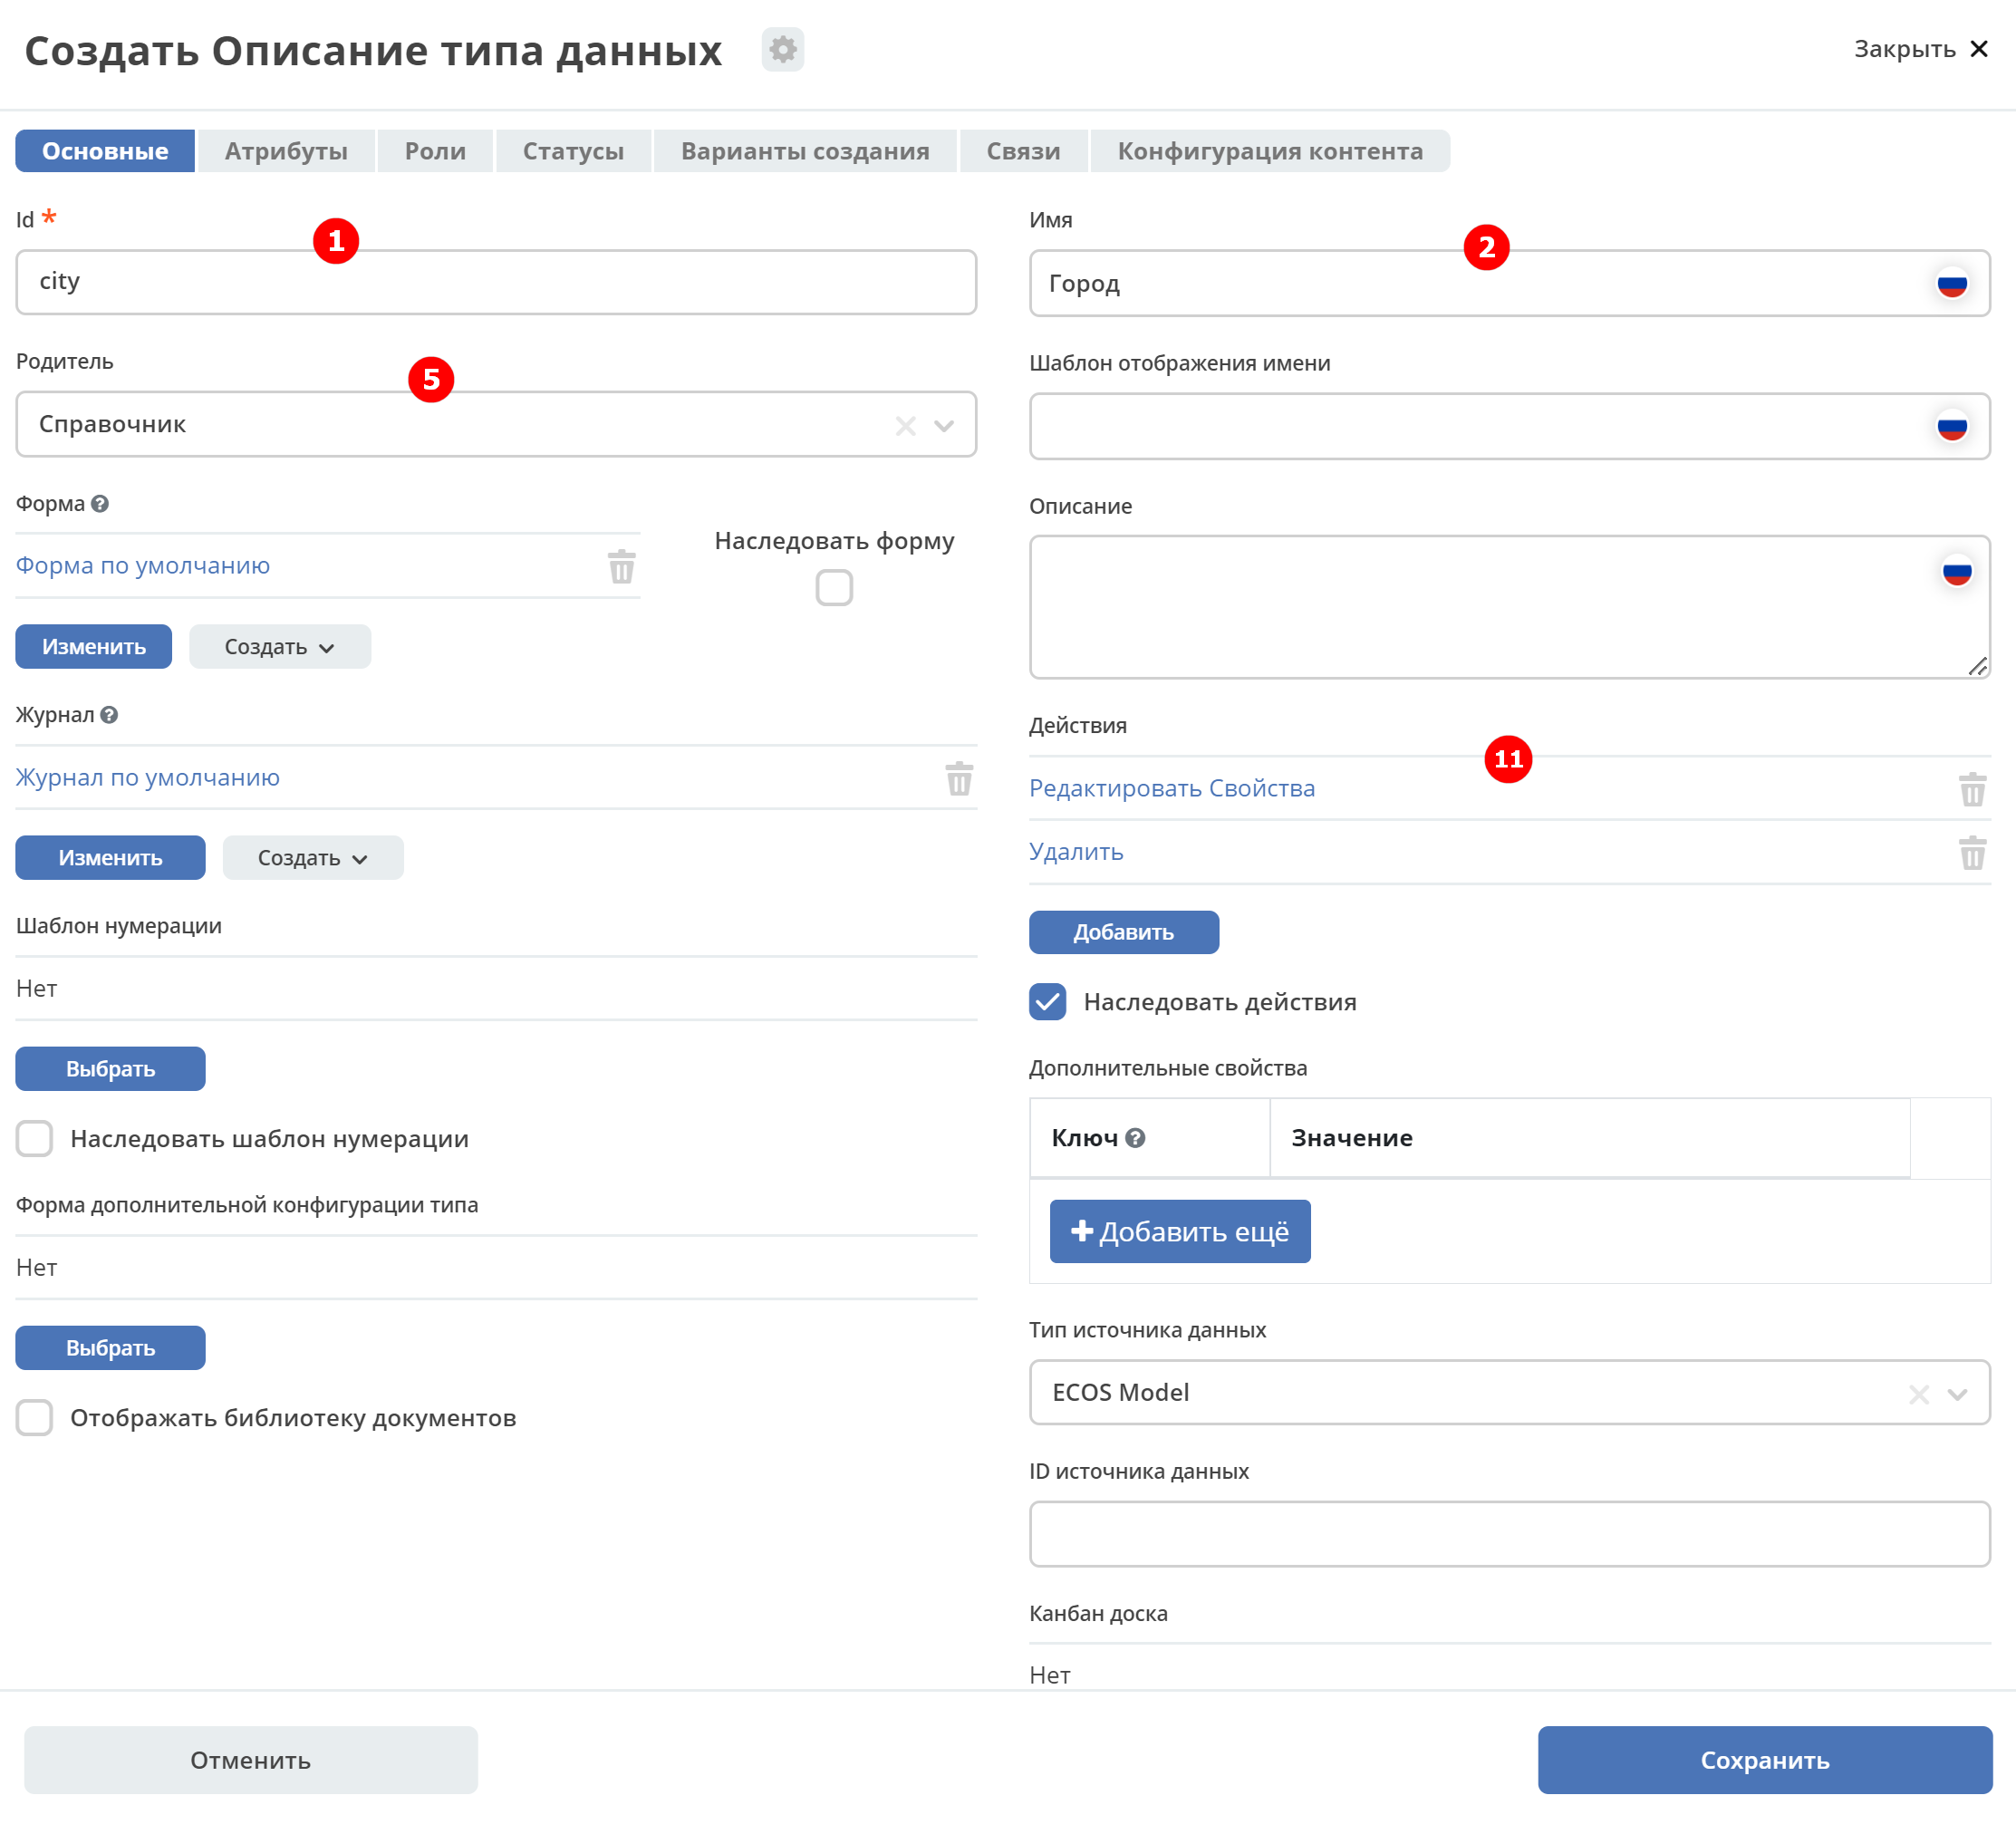 Создать Описание типа данных
Закрыть
Основные Атрибуты Роли Статусы Варианты создания Связи Конфигурация контента
Id *
1
city
Родитель
5
Справочник
Форма
Форма по умолчанию
Наследовать форму
Изменить Создать
Журнал
Журнал по умолчанию
Изменить Создать
Шаблон нумерации
Нет
Выбрать
Наследовать шаблон нумерации
Форма дополнительной конфигурации типа
Нет
Выбрать
Отображать библиотеку документов
Имя
2
Город
Шаблон отображения имени
Описание
Действия
11
Редактировать Свойства
Удалить
Добавить
Наследовать действия
Дополнительные свойства
Ключ Значение
Добавить ещё
Тип источника данных
ECOS Model
ID источника данных
Канбан доска
Нет
Отменить Сохранить